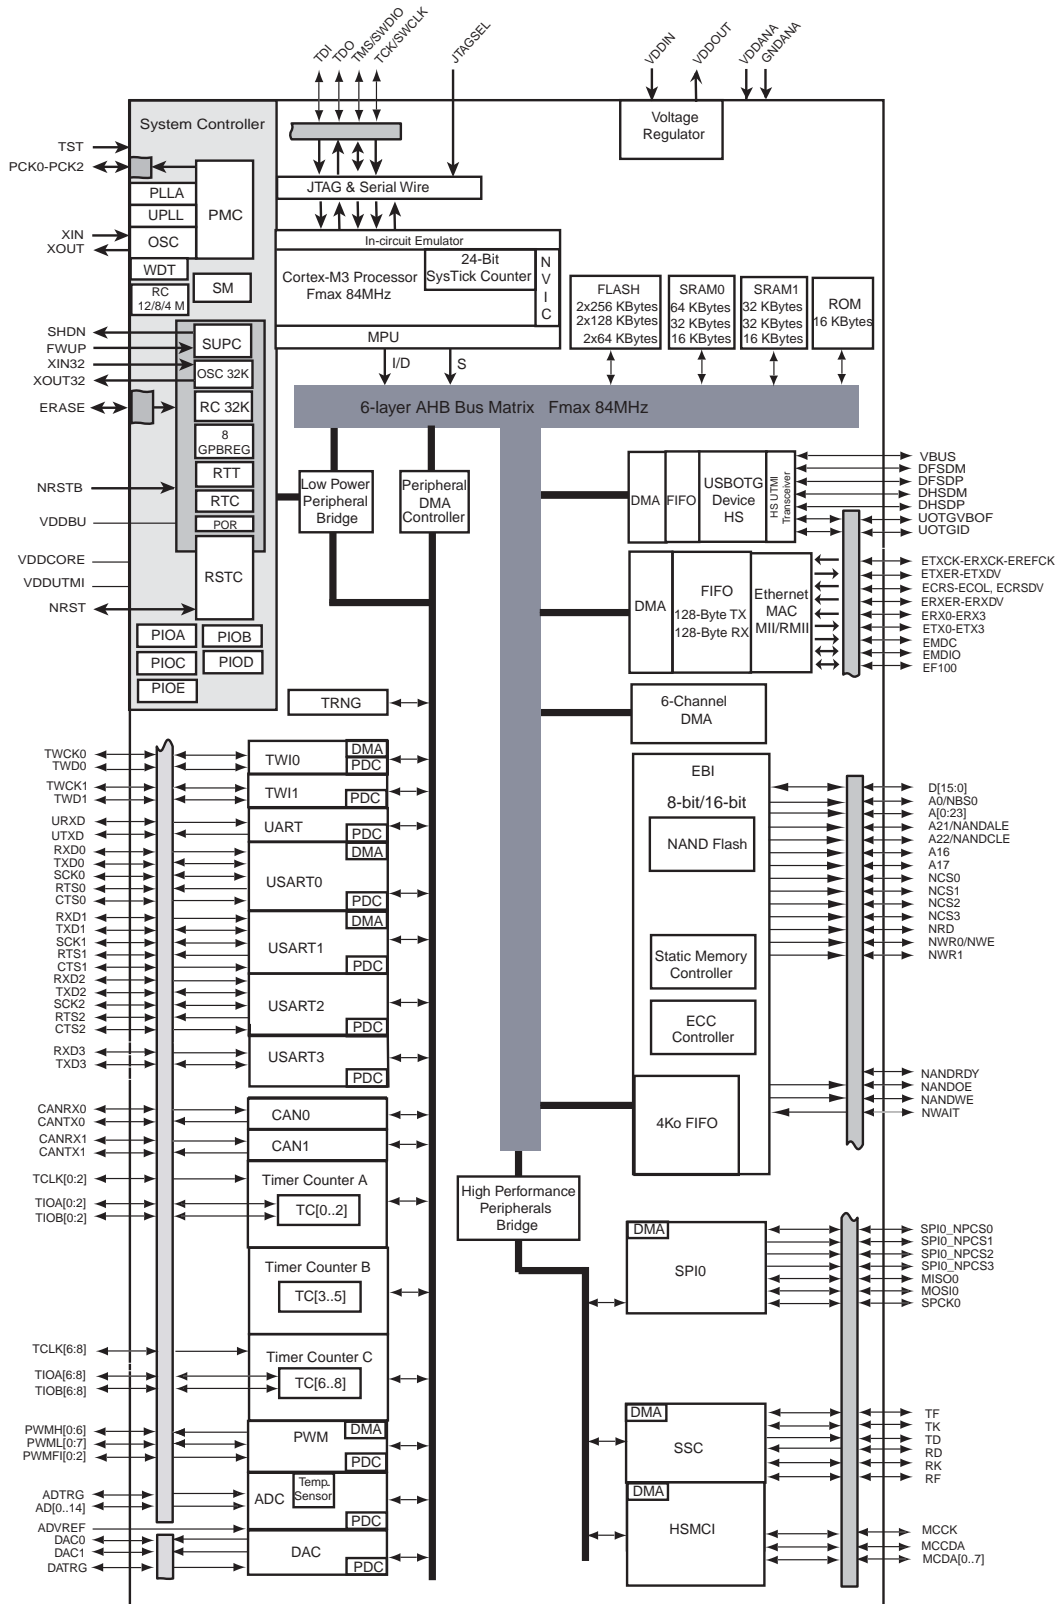 TDI
TDO
TMS/SWDIO
TCK/SWCLK
JTAGSEL
VDDIN
VDDOUT
VDDANA
GNDANA
System Controller
Voltage
Regulator
TST
PCK0-PCK2
PLLA
UPLL
OSC
PMC
XIN
XOUT
WDT
RC
12/8/4 M
SM
JTAG & Serial Wire
In-circuit Emulator
Cortex-M3 Processor
Fmax 84MHz
24-Bit
SysTick Counter
N
V
I
C
MPU
I/D
S
FLASH
2x256 KBytes
2x128 KBytes
2x64 KBytes
SRAM0
64 KBytes
32 KBytes
16 KBytes
SRAM1
32 KBytes
32 KBytes
16 KBytes
ROM
16 KBytes
SHDN
FWUP
XIN32
XOUT32
ERASE
NRSTB
VDDBU
VDDCORE
VDDUTMI
NRST
SUPC
OSC 32K
RC 32K
8
GPBREG
RTT
RTC
POR
RSTC
PIOA
PIOB
PIOC
PIOD
PIOE
6-layer AHB Bus Matrix Fmax 84MHz
Low Power
Peripheral
Bridge
Peripheral
DMA
Controller
DMA
FIFO
USBOTG
Device
HS
HS UTMI
Transceiver
VBUS
DFSDM
DFSDP
DHSDM
DHSDP
UOTGVBOF
UOTGID
DMA
FIFO
128-Byte TX
128-Byte RX
Ethernet
MAC
MII/RMII
ETXCK-ERXCK-EREFCK
ETXER-ETXDV
ECRS-ECOL, ECRSDV
ERXER-ERXDV
ERX0-ERX3
ETX0-ETX3
EMDC
EMDIO
EF100
TRNG
6-Channel
DMA
TWCK0
TWD0
TWCK1
TWD1
URXD
UTXD
RXD0
TXD0
SCK0
RTS0
CTS0
RXD1
TXD1
SCK1
RTS1
CTS1
RXD2
TXD2
SCK2
RTS2
CTS2
RXD3
TXD3
CANRX0
CANTX0
CANRX1
CANTX1
TCLK[0:2]
TIOA[0:2]
TIOB[0:2]
TCLK[6:8]
TIOA[6:8]
TIOB[6:8]
PWMH[0:6]
PWML[0:7]
PWMFI[0:2]
ADTRG
AD[0..14]
ADVREF
DAC0
DAC1
DATRG
TWI0
DMA
PDC
TWI1
PDC
UART
PDC
USART0
DMA
PDC
USART1
DMA
PDC
USART2
PDC
USART3
PDC
CAN0
CAN1
Timer Counter A
TC[0..2]
Timer Counter B
TC[3..5]
Timer Counter C
TC[6..8]
PWM
DMA
PDC
ADC
Temp.
Sensor
PDC
DAC
PDC
EBI
8-bit/16-bit
NAND Flash
Static Memory
Controller
ECC
Controller
4Ko FIFO
D[15:0]
A0/NBS0
A[0:23]
A21/NANDALE
A22/NANDCLE
A16
A17
NCS0
NCS1
NCS2
NCS3
NRD
NWR0/NWE
NWR1
NANDRDY
NANDOE
NANDWE
NWAIT
High Performance
Peripherals
Bridge
DMA
SPI0
SPI0_NPCS0
SPI0_NPCS1
SPI0_NPCS2
SPI0_NPCS3
MISO0
MOSI0
SPCK0
DMA
SSC
TF
TK
TD
RD
RK
RF
DMA
HSMCI
MCCK
MCCDA
MCDA[0..7]